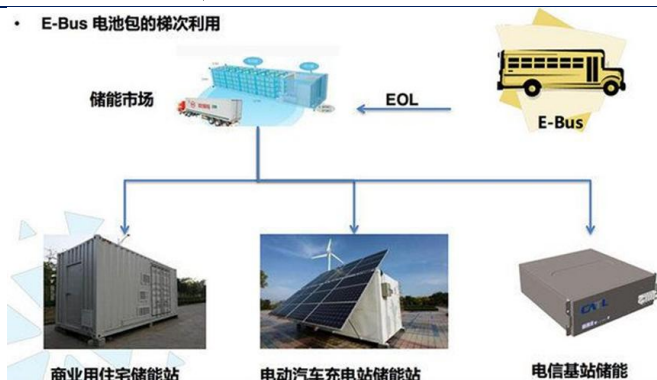 • E-Bus 电池包的梯次利用
储能市场
EOL
E-Bus
商业用住宅储能站
电动汽车充电站储能站
电信基站储能